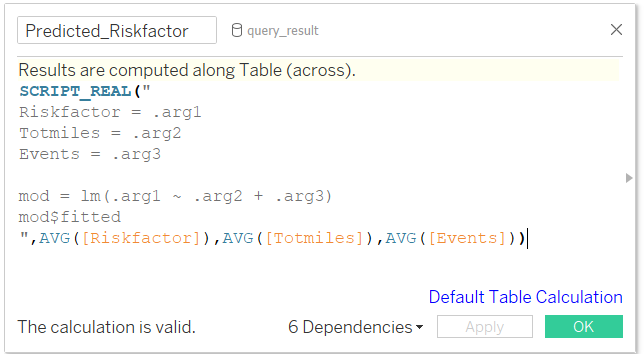 Predicted_Riskfactor
query_result
Results are computed along Table (across).
SCRIPT_REAL("
Riskfactor = .arg1
Totmiles = .arg2
Events = .arg3
mod = lm(.arg1 ~ .arg2 + .arg3)
mod$fitted
",AVG([Riskfactor]),AVG([Totmiles]),AVG([Events]))
Default Table Calculation
The calculation is valid.
6 Dependencies
Apply
OK